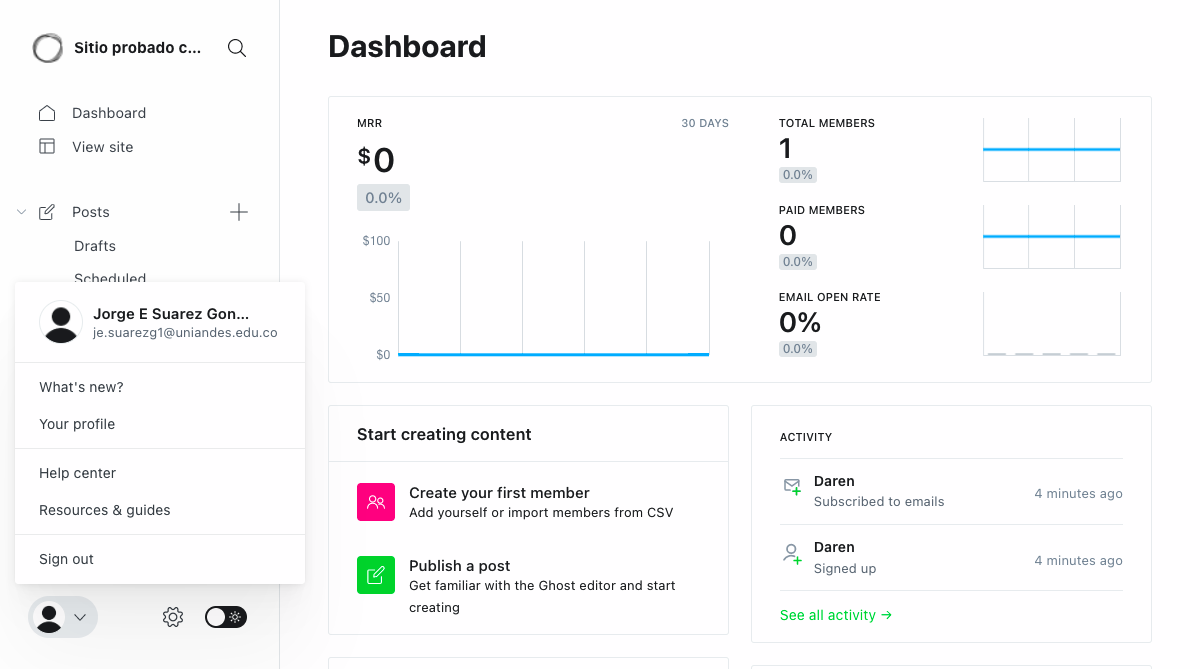 Sitio probado c...
Dashboard
View site
Posts
Drafts
Scheduled
Jorge E Suarez Gon...
je.suarezg1@uniandes.edu.co
What's new?
Your profile
Help center
Resources & guides
Sign out
Dashboard
MRR
30 DAYS
$0
0.0%
$100
$50
$0
TOTAL MEMBERS
1
0.0%
PAID MEMBERS
0
0.0%
EMAIL OPEN RATE
0%
0.0%
Start creating content
Create your first member
Add yourself or import members from CSV
Publish a post
Get familiar with the Ghost editor and start
creating
ACTIVITY
Daren
Subscribed to emails
4 minutes ago
Daren
Signed up
4 minutes ago
See all activity →